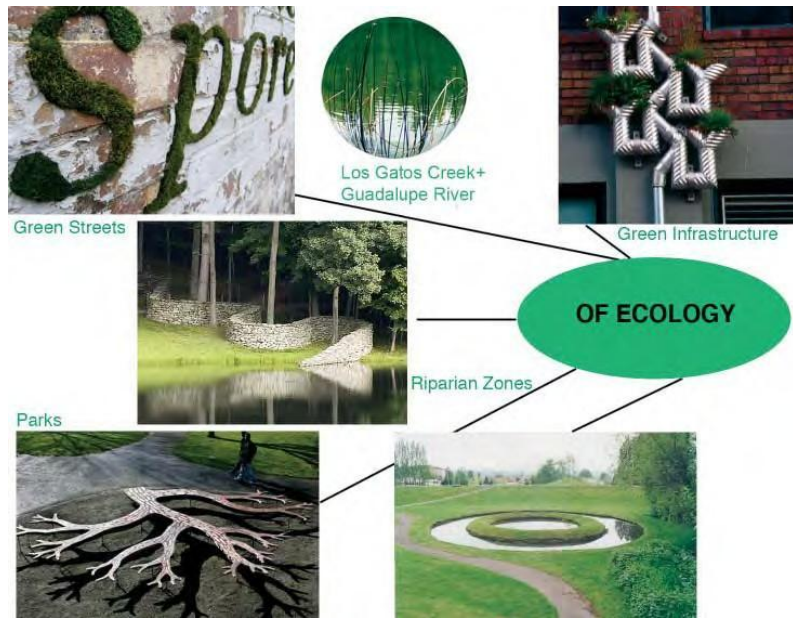 Spore
Los Gatos Creek+
Guadalupe River
Green Streets
Green Infrastructure
OF ECOLOGY
Riparian Zones
Parks